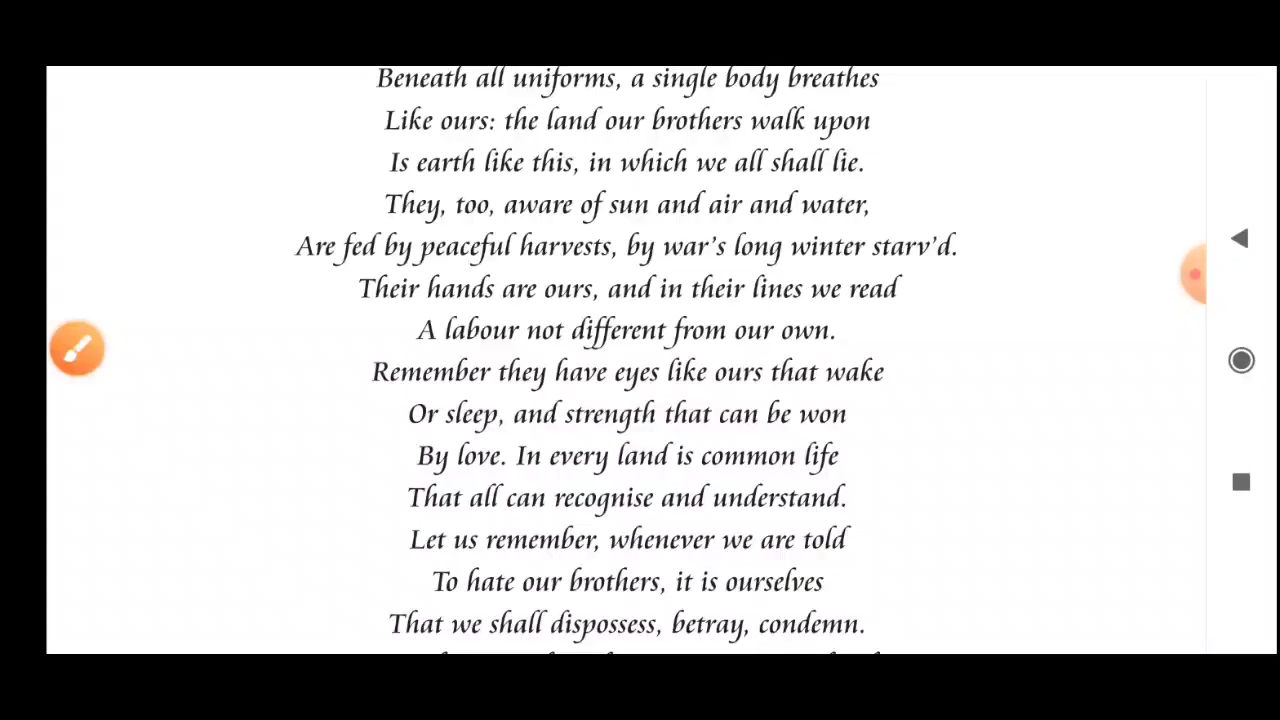 Beneath all uniforms, a single body breathes
Like ours: the land our brothers walk upon
Is earth like this, in which we all shall lie.
They, too, aware of sun and air and water,
Are fed by peaceful harvests, by war's long winter starv'd.
Their hands are ours, and in their lines we read
A labour not different from our own.
Remember they have eyes like ours that wake
Or sleep, and strength that can be won
By love. In every land is common life
That all can recognise and understand.
Let us remember, whenever we are told
To hate our brothers, it is ourselves
That we shall dispossess, betray, condemn.